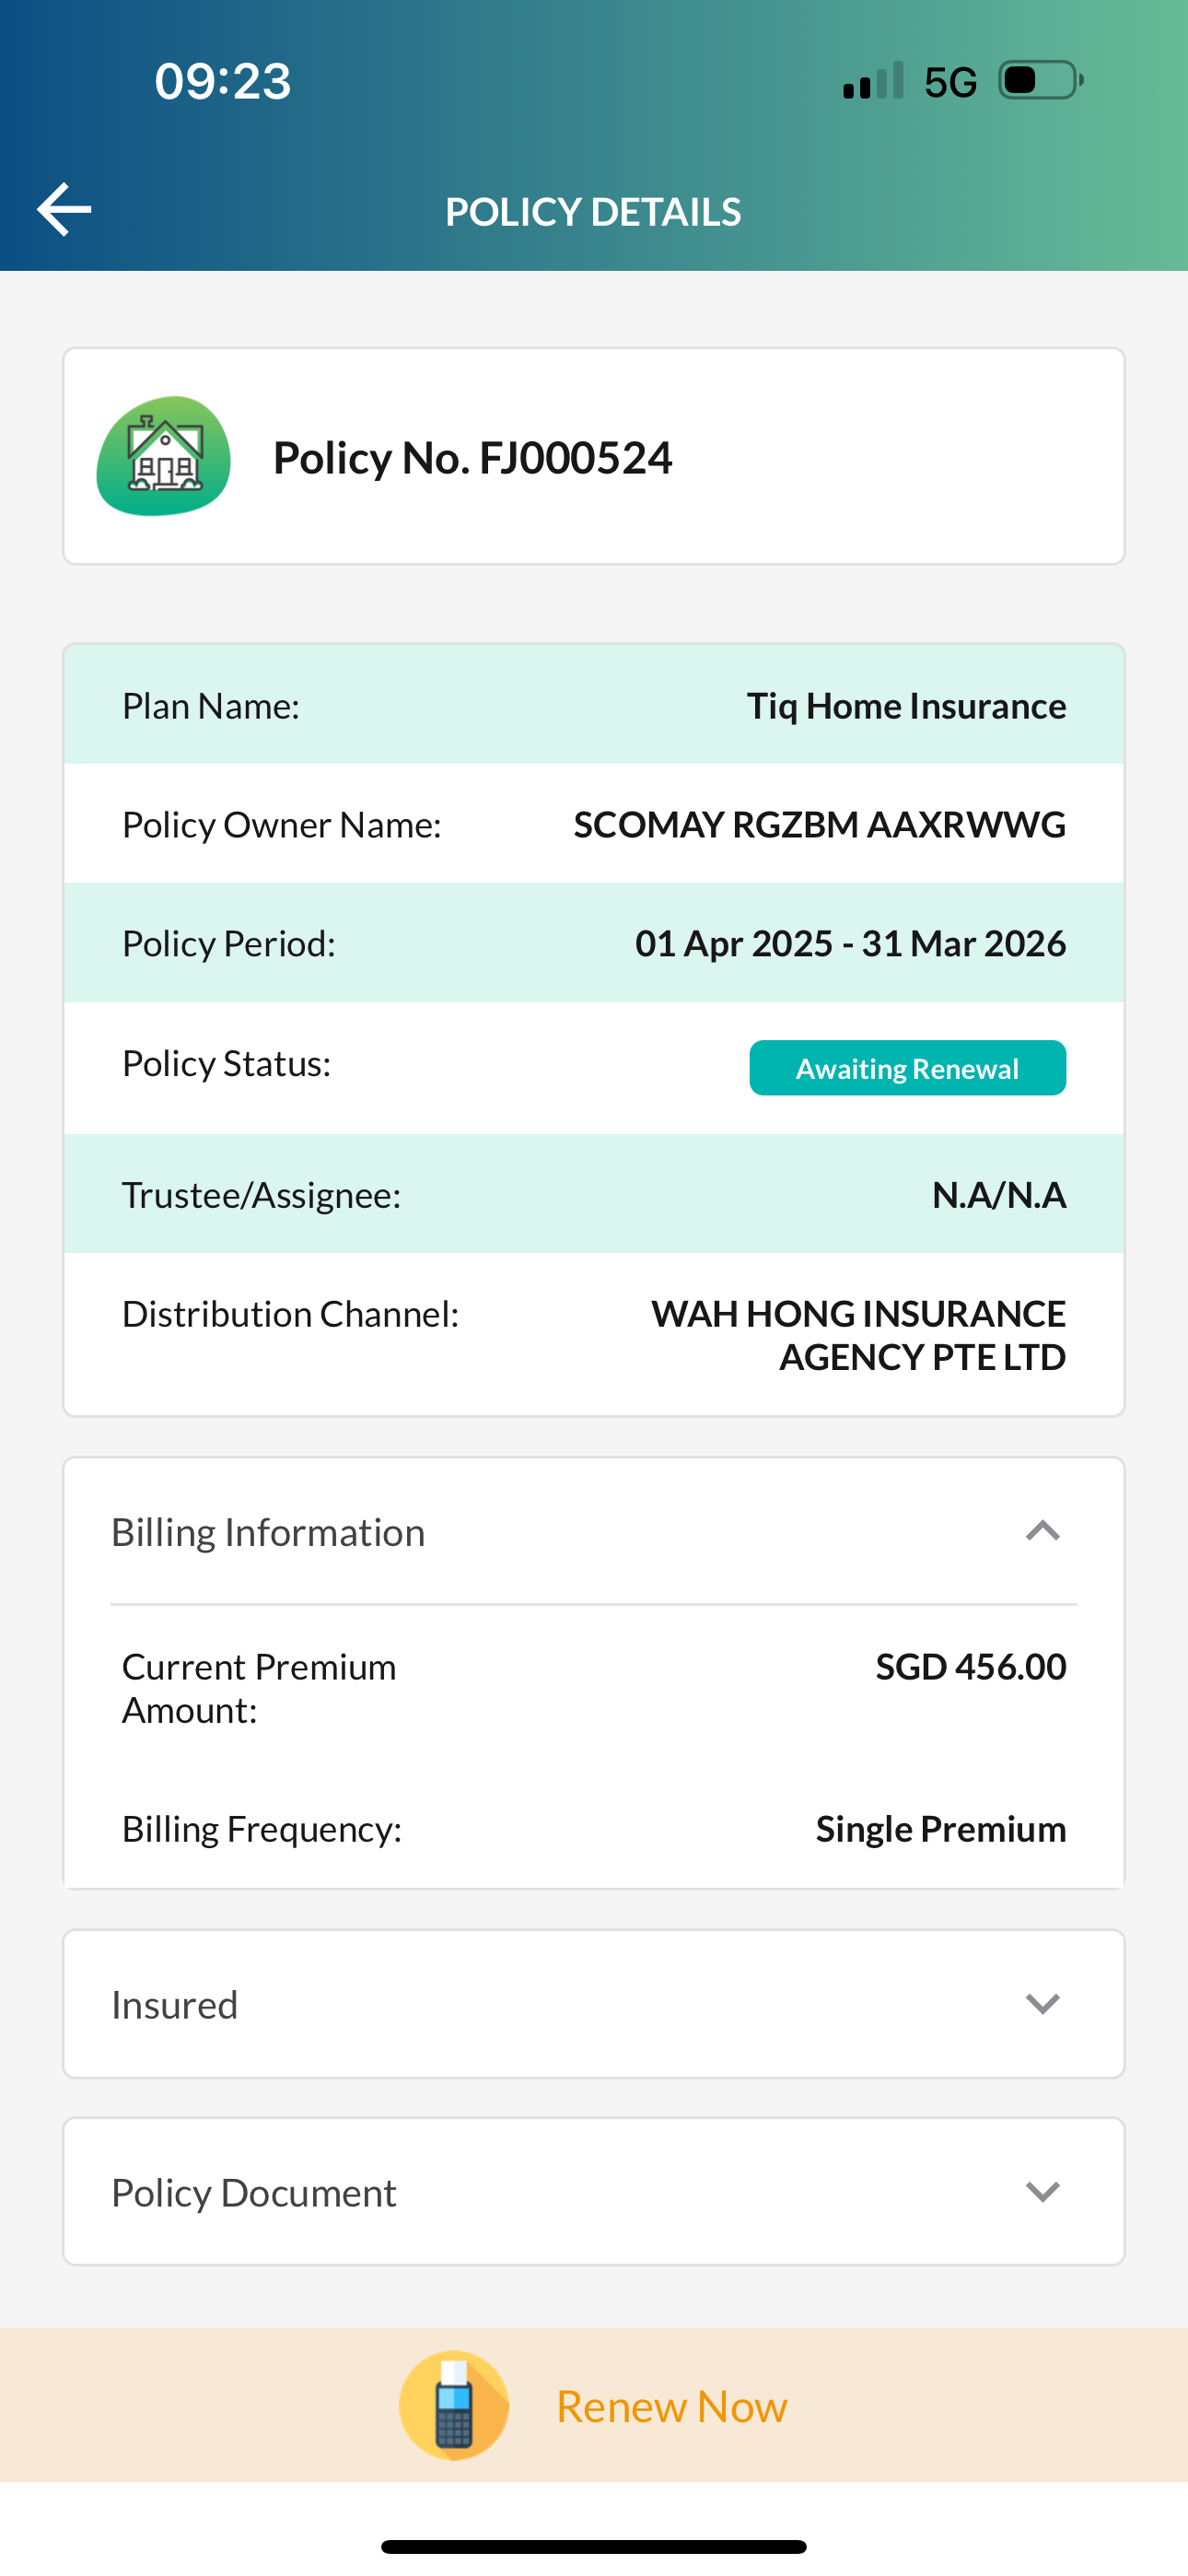 09:23
5G
POLICY DETAILS
Policy No. FJ000524
Plan Name: Tiq Home Insurance
Policy Owner Name: SCOMAY RGZBM AAXRWWG
Policy Period: 01 Apr 2025 - 31 Mar 2026
Policy Status: Awaiting Renewal
Trustee/Assignee: N.A/N.A
Distribution Channel: WAH HONG INSURANCE
AGENCY PTE LTD
Billing Information
Current Premium SGD 456.00
Amount:
Billing Frequency: Single Premium
Insured
Policy Document
Renew Now